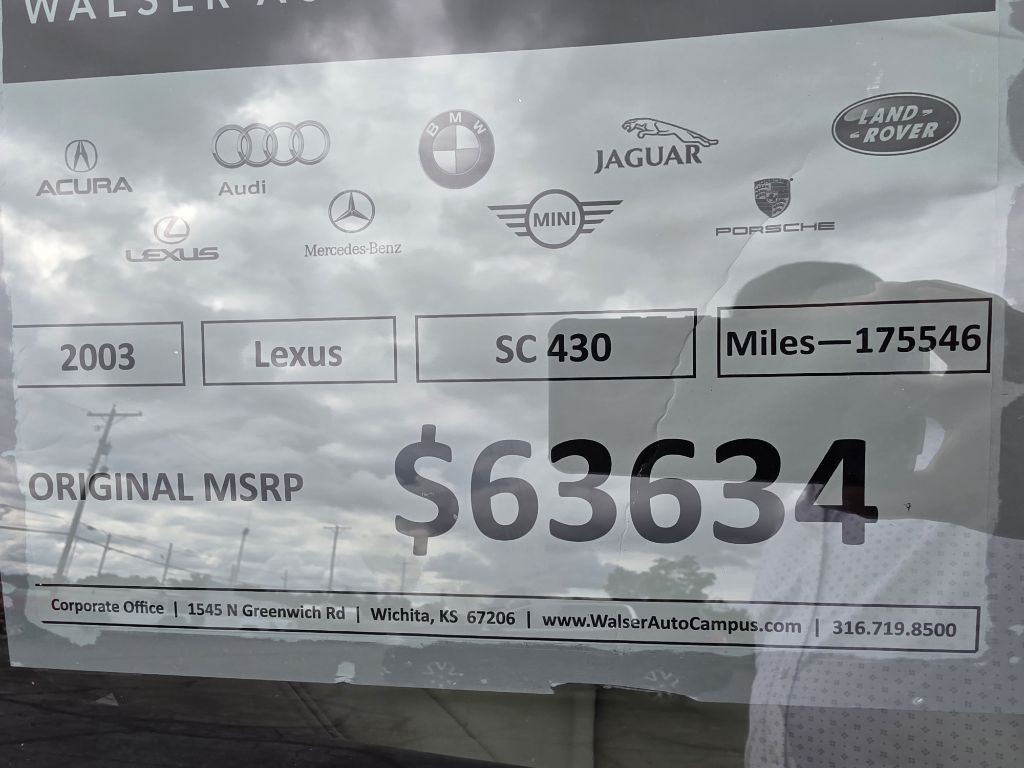 WALSER
ACURA
Audi
BMW
JAGUAR
LAND-
-ROVER
LEXUS
Mercedes-Benz
MINI
PORSCHE
2003 Lexus SC 430 Miles—175546
ORIGINAL MSRP $63634
Corporate Office | 1545 N Greenwich Rd | Wichita, KS 67206 | www.WalserAutoCampus.com | 316.719.8500